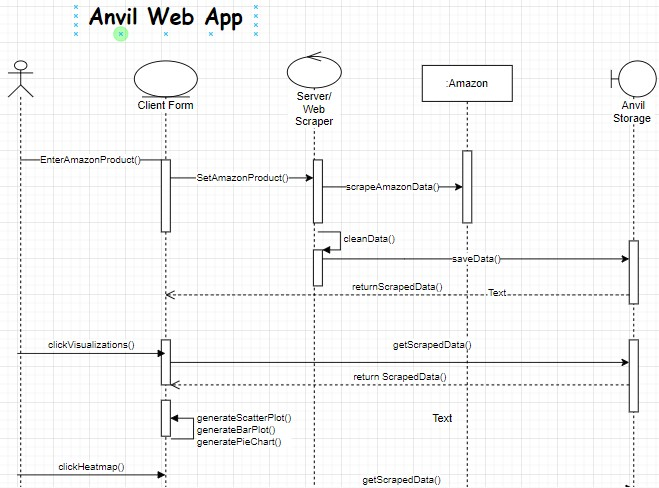 Anvil Web App
Client Form
Server/
Web
Scraper
:Amazon
Anvil
Storage
EnterAmazonProduct()
SetAmazonProduct()
scrapeAmazonData()
cleanData()
saveData()
returnScrapedData()
Text
clickVisualizations()
getScrapedData()
return ScrapedData()
generateScatterPlot()
generateBarPlot()
generatePieChart()
Text
clickHeatmap()
getScrapedData()